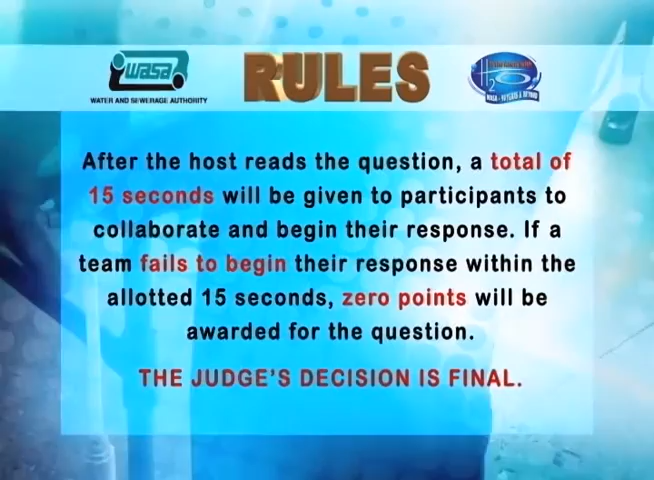 wasa
WATER AND SEWERAGE AUTHORITY
RULES
H2O
After the host reads the question, a total of
15 seconds will be given to participants to
collaborate and begin their response. If a
team fails to begin their response within the
allotted 15 seconds, zero points will be
awarded for the question.
THE JUDGE'S DECISION IS FINAL.